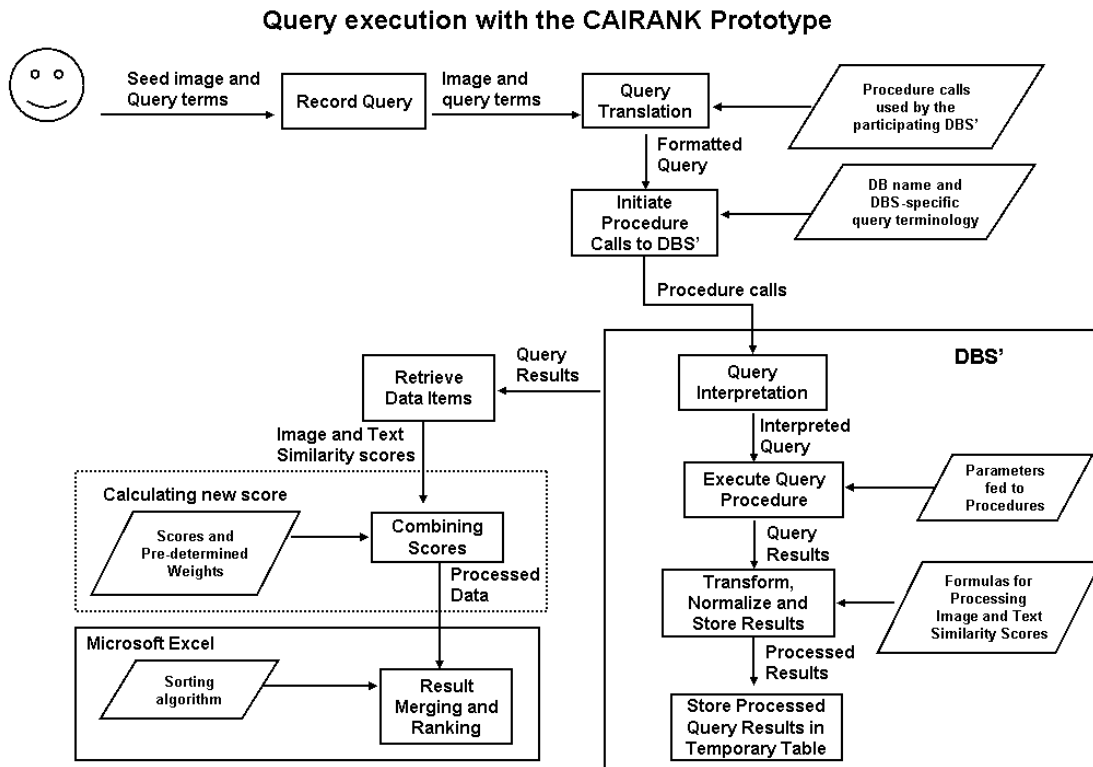 Query execution with the CAIRANK Prototype
Seed image and
Query terms
Record Query
Image and
query terms
Query
Translation
Procedure calls
used by the
participating DBS'
Formatted
Query
Initiate
Procedure
Calls to DBS'
DB name and
DBS-specific
query terminology
Procedure calls
DBS'
Query
Interpretation
Interpreted
Query
Execute Query
Procedure
Parameters
fed to
Procedures
Query
Results
Transform,
Normalize and
Store Results
Formulas for
Processing
Image and Text
Similarity Scores
Processed
Results
Store Processed
Query Results in
Temporary Table
Query
Results
Retrieve
Data Items
Image and Text
Similarity scores
Calculating new score
Scores and
Pre-determined
Weights
Combining
Scores
Processed
Data
Microsoft Excel
Sorting
algorithm
Result
Merging and
Ranking